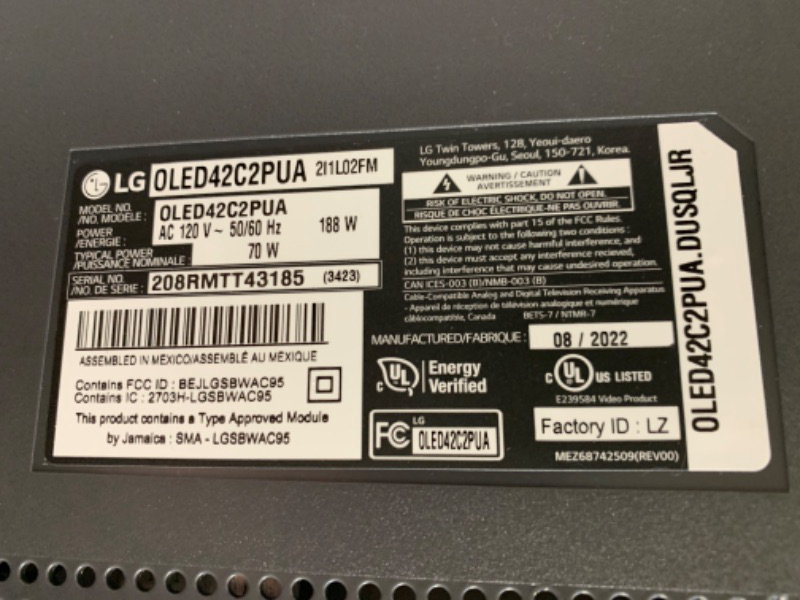 LG OLED42C2PUA 2I1L02FM
MODEL NO.
/NO. MODELE : OLED42C2PUA
POWER
/ENERGIE : AC 120 V ~ 50/60 Hz 188 W
TYPICAL POWER
/PUISSANCE NOMINALE : 70 W
SERIAL NO.
/NO. DE SERIE : 208RMTT43185 (3423)
ASSEMBLED IN MEXICO/ASSEMBLÉ AU MEXIQUE
Contains FCC ID : BEJLGSBWAC95
Contains IC : 2703H-LGSBWAC95
This product contains a Type Approved Module
by Jamaica : SMA - LGSBWAC95
LG Twin Towers, 128, Yeoui-daero
Youngdungpo-Gu, Seoul, 150-721, Korea.
WARNING / CAUTION
AVERTISSEMENT
RISK OF ELECTRIC SHOCK, DO NOT OPEN.
RISQUE DE CHOC ÉLECTRIQUE-NE PAS OUVRIR.
This device complies with part 15 of the FCC Rules.
Operation is subject to the following two conditions :
(1) this device may not cause harmful interference, and
(2) this device must accept any interference recieved,
including interference that may cause undesired operation.
CAN ICES-003 (B)/NMB-003 (B)
Cable-Compatible Analog and Digital Television Receiving Apparatus
- Appareil de réception de télévision analogique et numérique
câblocompatible, Canada BETS-7 / NTMR-7
MANUFACTURED/FABRIQUÉ : 08 / 2022
c UL Energy
Verified
c UL US LISTED
E239584 Video Product
FC LG
OLED42C2PUA
Factory ID : LZ
MEZ68742509(REV00)
OLED42C2PUA.DUSQLJR